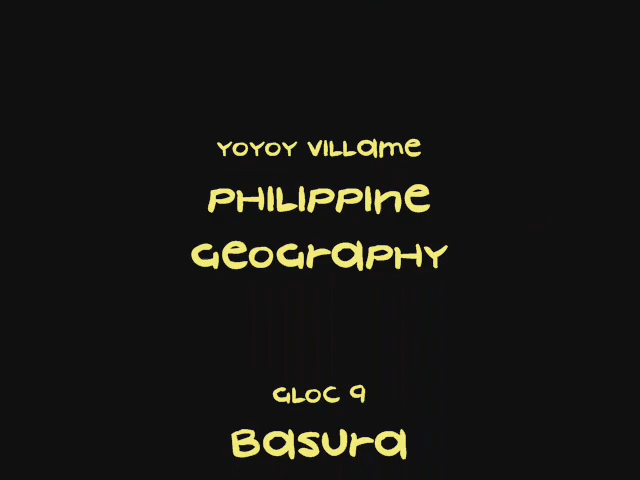 YOYOY VILLAME
PHILIPPINE
GEOGRAPHY
GLOC 9
BASURA